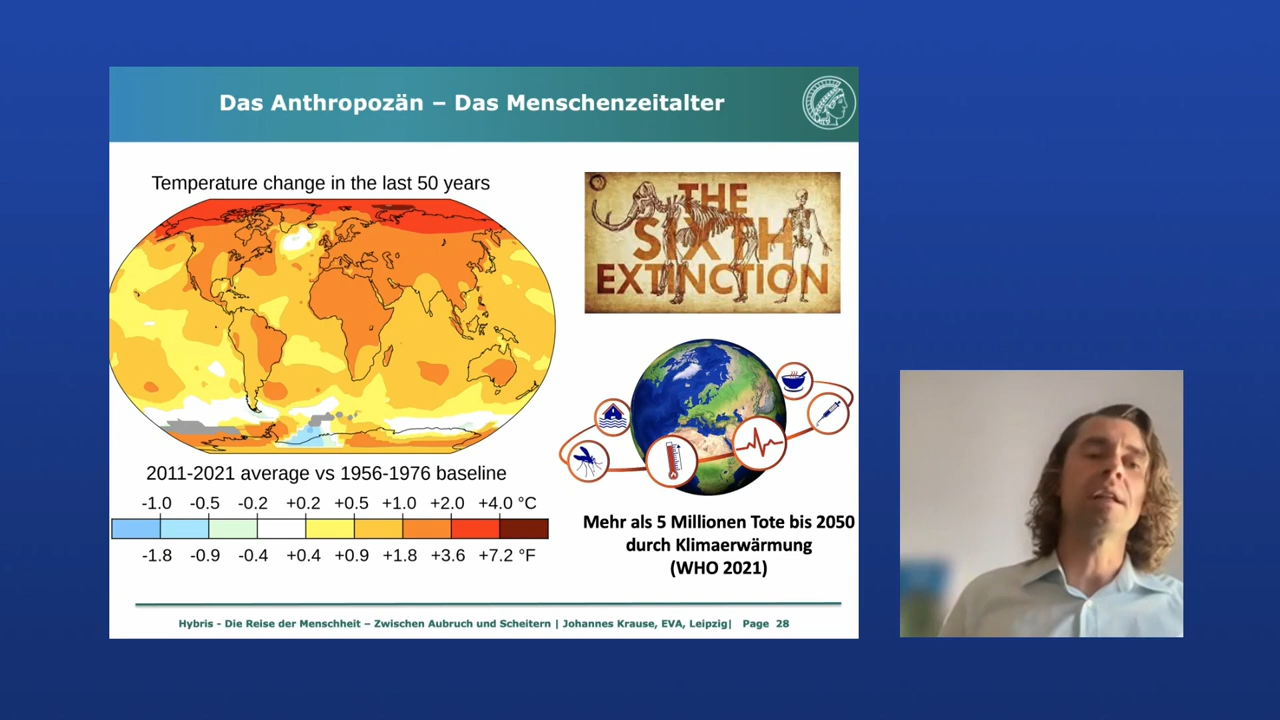 Das Anthropozän – Das Menschenzeitalter
Temperature change in the last 50 years
2011-2021 average vs 1956-1976 baseline
-1.0 -0.5 -0.2 +0.2 +0.5 +1.0 +2.0 +4.0 °C
-1.8 -0.9 -0.4 +0.4 +0.9 +1.8 +3.6 +7.2 °F
THE
SIXTH
EXTINCTION
Mehr als 5 Millionen Tote bis 2050
durch Klimaerwärmung
(WHO 2021)
Hybris - Die Reise der Menschheit – Zwischen Aubruch und Scheitern | Johannes Krause, EVA, Leipzig| Page 28